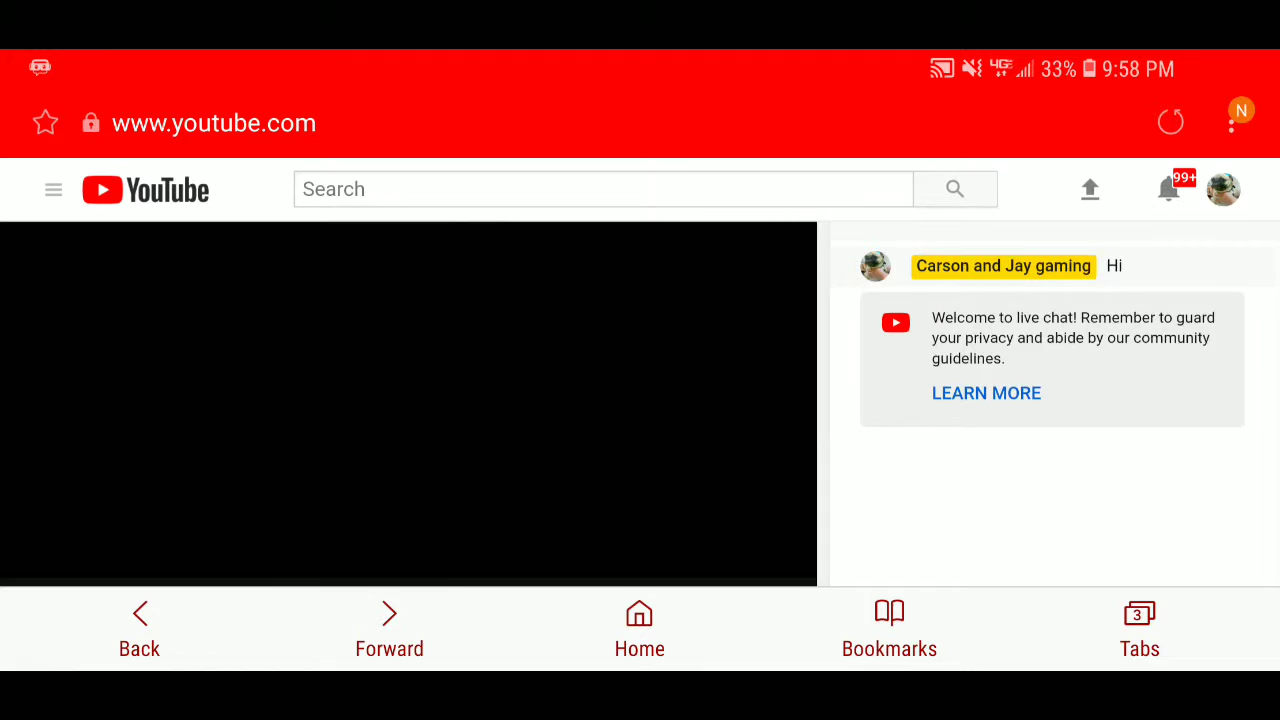 4GE 33% 9:58 PM
www.youtube.com
N
YouTube
Search
99+
Carson and Jay gaming Hi
Welcome to live chat! Remember to guard
your privacy and abide by our community
guidelines.
LEARN MORE
Back
Forward
Home
Bookmarks
3
Tabs